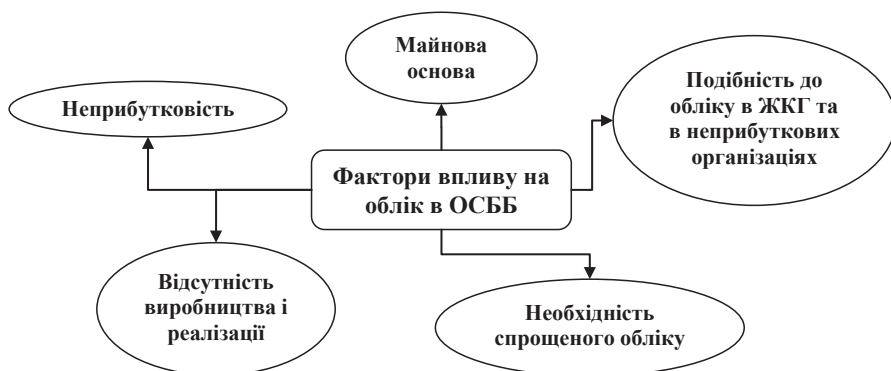 Майнова
основа
Неприбутковість
Подібність до
обліку в ЖКГ та
в неприбуткових
організаціях
Фактори впливу на
облік в ОСББ
Відсутність
виробництва і
реалізації
Необхідність
спрощеного обліку